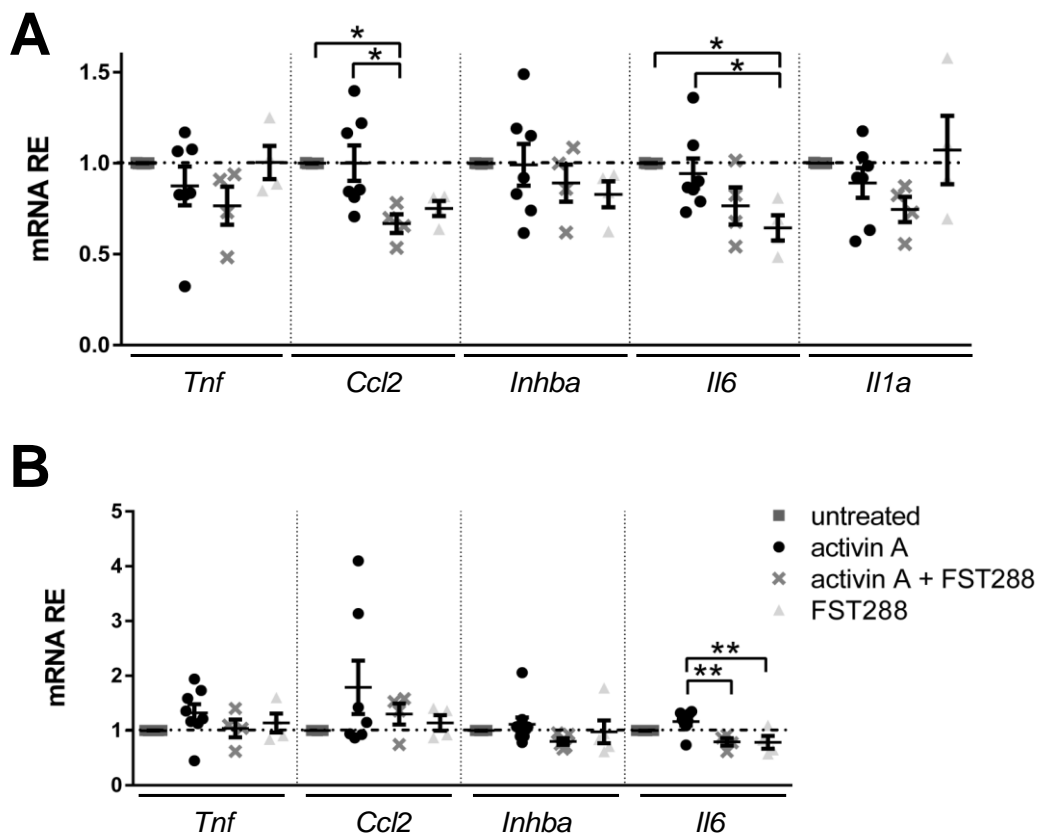 A
* *
* *
1.5
1.0
0.5
0.0
mRNA RE
Tnf Ccl2 Inhba Il6 Il1a
B
5
4
3
2
1
0
mRNA RE
untreated
activin A
activin A + FST288
FST288
**
**
Tnf Ccl2 Inhba Il6